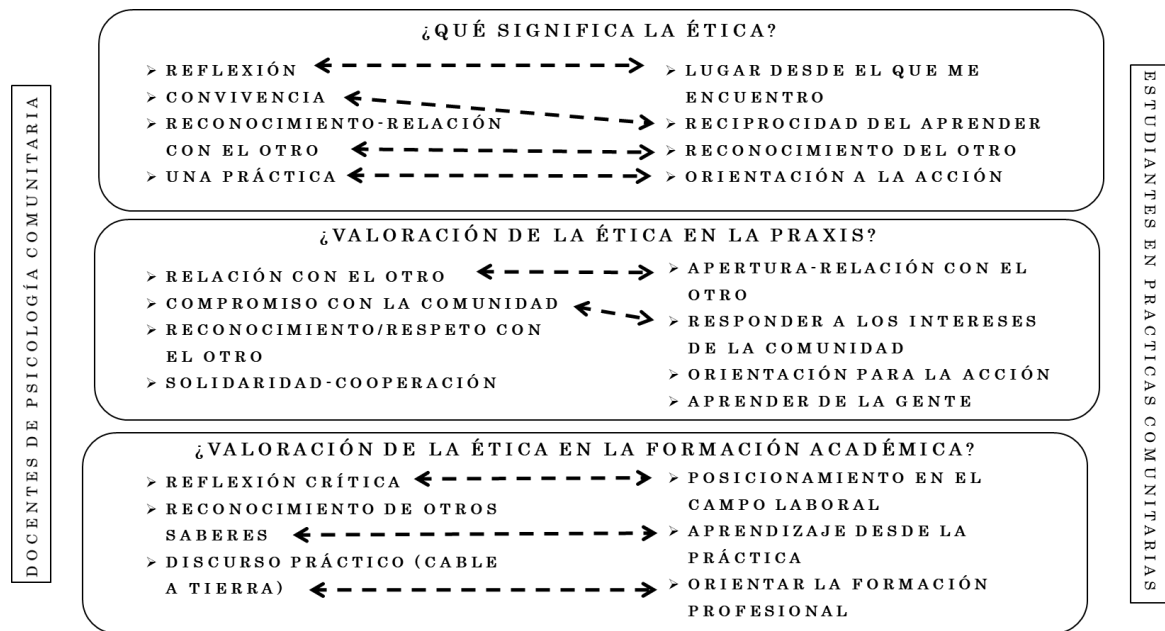 DOCENTES DE PSICOLOGÍA COMUNITARIA
¿QUÉ SIGNIFICA LA ÉTICA?
➢ REFLEXIÓN
➢ CONVIVENCIA
➢ RECONOCIMIENTO-RELACIÓN
CON EL OTRO
➢ UNA PRÁCTICA
➢ LUGAR DESDE EL QUE ME
ENCUENTRO
➢ RECIPROCIDAD DEL APRENDER
➢ RECONOCIMIENTO DEL OTRO
➢ ORIENTACIÓN A LA ACCIÓN
¿VALORACIÓN DE LA ÉTICA EN LA PRAXIS?
➢ RELACIÓN CON EL OTRO
➢ COMPROMISO CON LA COMUNIDAD
➢ RECONOCIMIENTO/RESPETO CON
EL OTRO
➢ SOLIDARIDAD-COOPERACIÓN
➢ APERTURA-RELACIÓN CON EL
OTRO
➢ RESPONDER A LOS INTERESES
DE LA COMUNIDAD
➢ ORIENTACIÓN PARA LA ACCIÓN
➢ APRENDER DE LA GENTE
¿VALORACIÓN DE LA ÉTICA EN LA FORMACIÓN ACADÉMICA?
➢ REFLEXIÓN CRÍTICA
➢ RECONOCIMIENTO DE OTROS
SABERES
➢ DISCURSO PRÁCTICO (CABLE
A TIERRA)
➢ POSICIONAMIENTO EN EL
CAMPO LABORAL
➢ APRENDIZAJE DESDE LA
PRÁCTICA
➢ ORIENTAR LA FORMACIÓN
PROFESIONAL
ESTUDIANTES EN PRACTICAS COMUNITARIAS